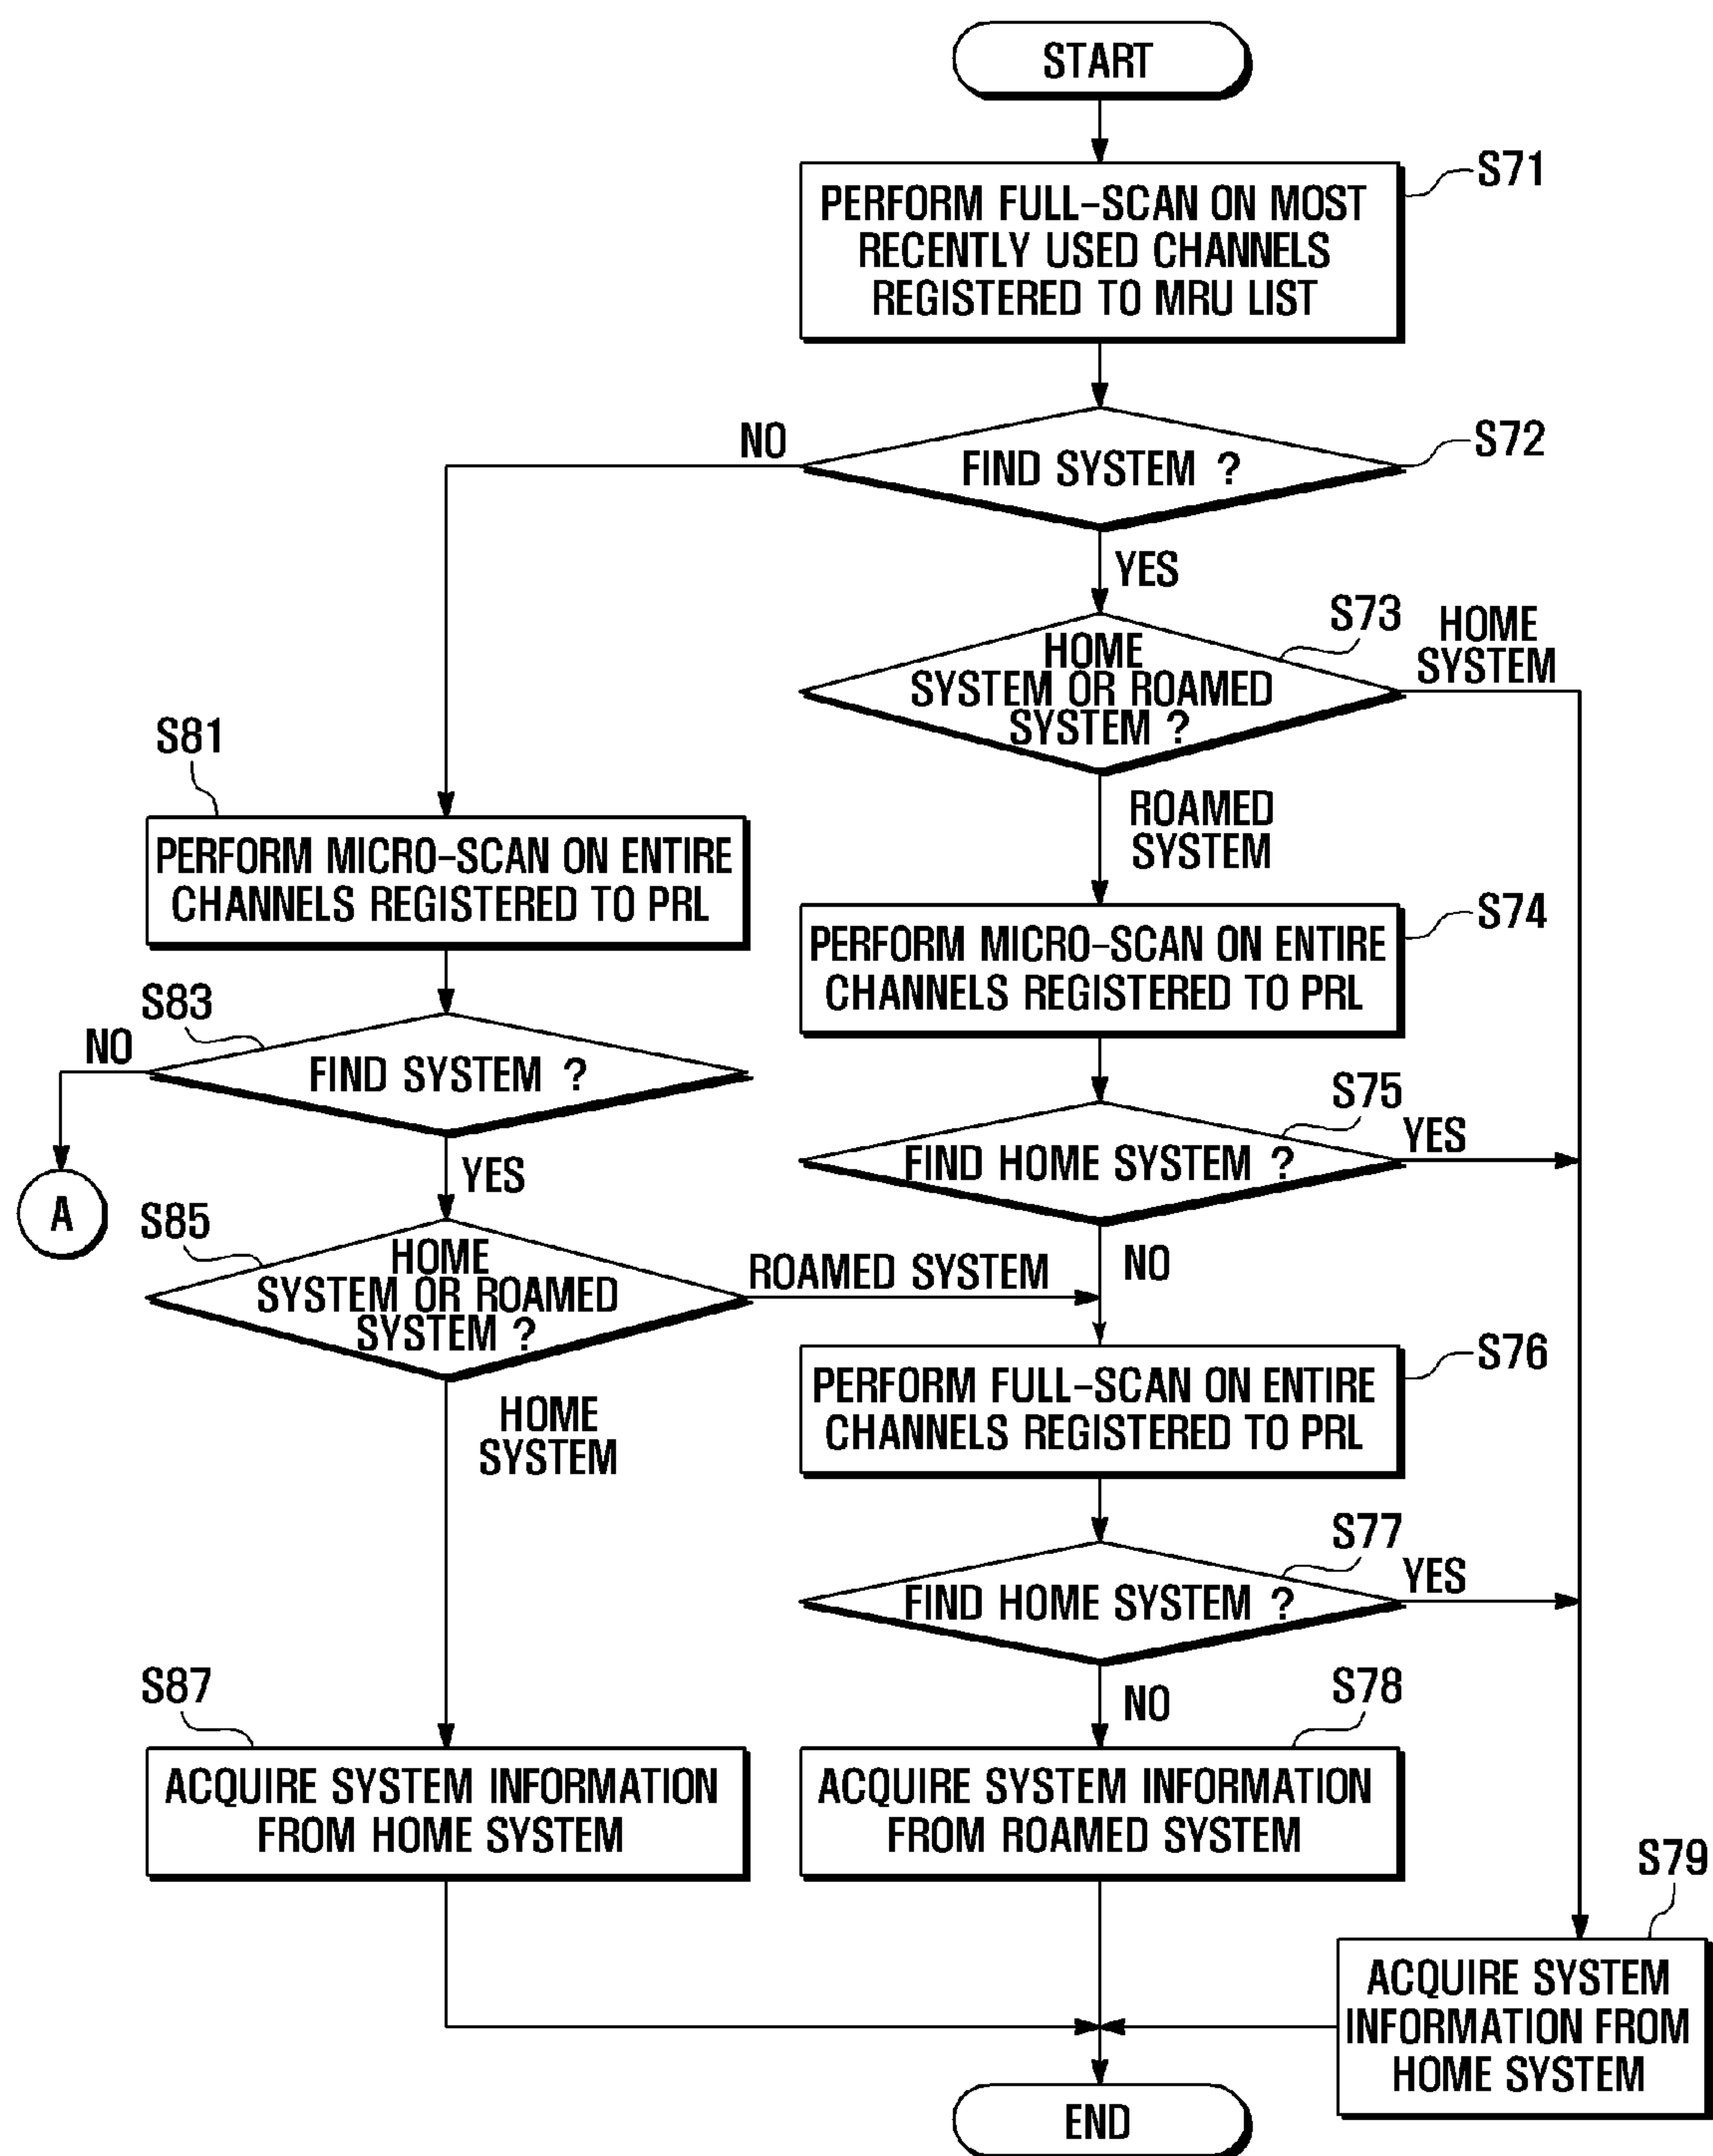 START
S71
PERFORM FULL-SCAN ON MOST
RECENTLY USED CHANNELS
REGISTERED TO MRU LIST
NO
S72
FIND SYSTEM ?
YES
S73
HOME
SYSTEM
HOME
SYSTEM OR ROAMED
SYSTEM ?
S81
ROAMED
SYSTEM
PERFORM MICRO-SCAN ON ENTIRE
CHANNELS REGISTERED TO PRL
S74
PERFORM MICRO-SCAN ON ENTIRE
CHANNELS REGISTERED TO PRL
S83
NO
FIND SYSTEM ?
S75
YES
FIND HOME SYSTEM ?
YES
A
S85
HOME
SYSTEM OR ROAMED
SYSTEM ?
ROAMED SYSTEM
NO
S76
PERFORM FULL-SCAN ON ENTIRE
CHANNELS REGISTERED TO PRL
HOME
SYSTEM
S77
YES
FIND HOME SYSTEM ?
S87
NO
S78
ACQUIRE SYSTEM INFORMATION
FROM HOME SYSTEM
ACQUIRE SYSTEM INFORMATION
FROM ROAMED SYSTEM
S79
ACQUIRE SYSTEM
INFORMATION FROM
HOME SYSTEM
END